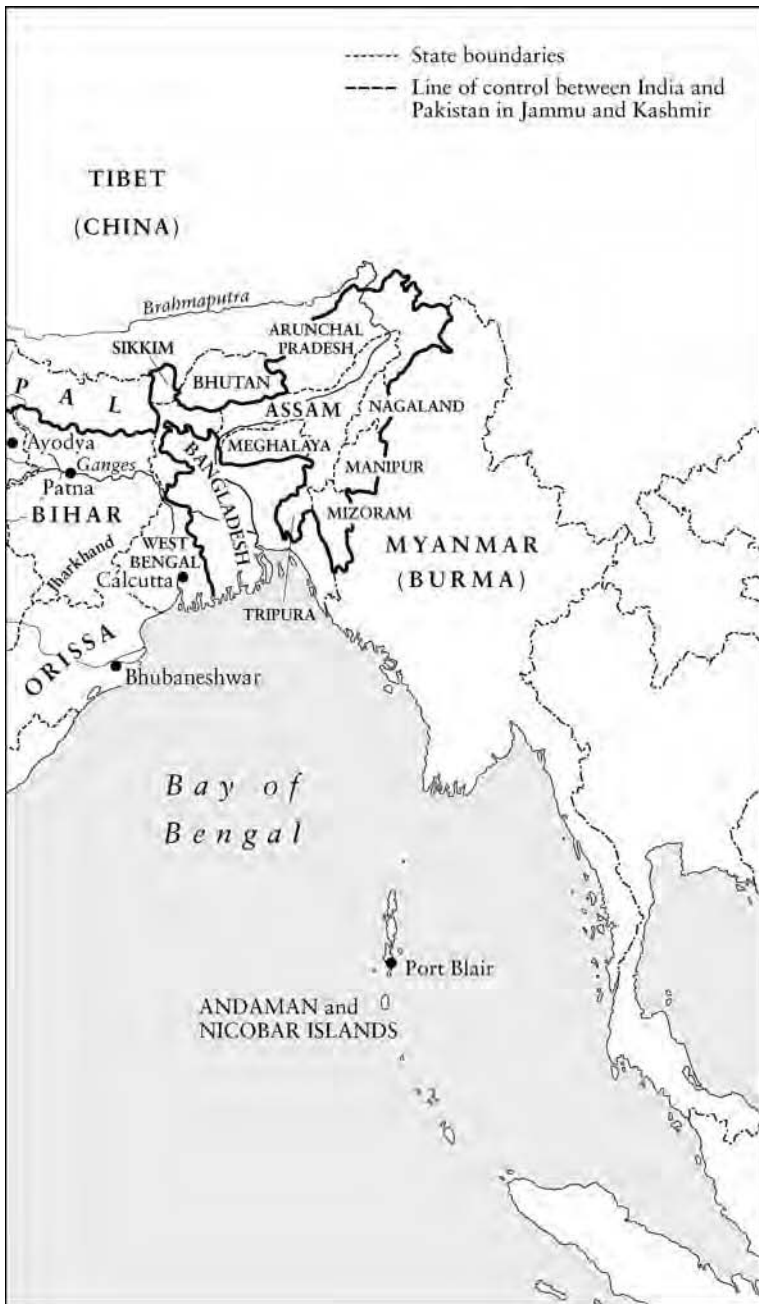 State boundaries
Line of control between India and
Pakistan in Jammu and Kashmir
TIBET
(CHINA)
Brahmaputra
SIKKIM
ARUNCHAL
PRADESH
BHUTAN
P A L
ASSAM
NAGALAND
Ayodya
MEGHALAYA
BANGLADESH
Ganges
Patna
MANIPUR
BIHAR
MIZORAM
Jharkhand
WEST
BENGAL
MYANMAR
(BURMA)
Calcutta
TRIPURA
ORISSA
Bhubaneshwar
Bay of
Bengal
Port Blair
ANDAMAN and
NICOBAR ISLANDS